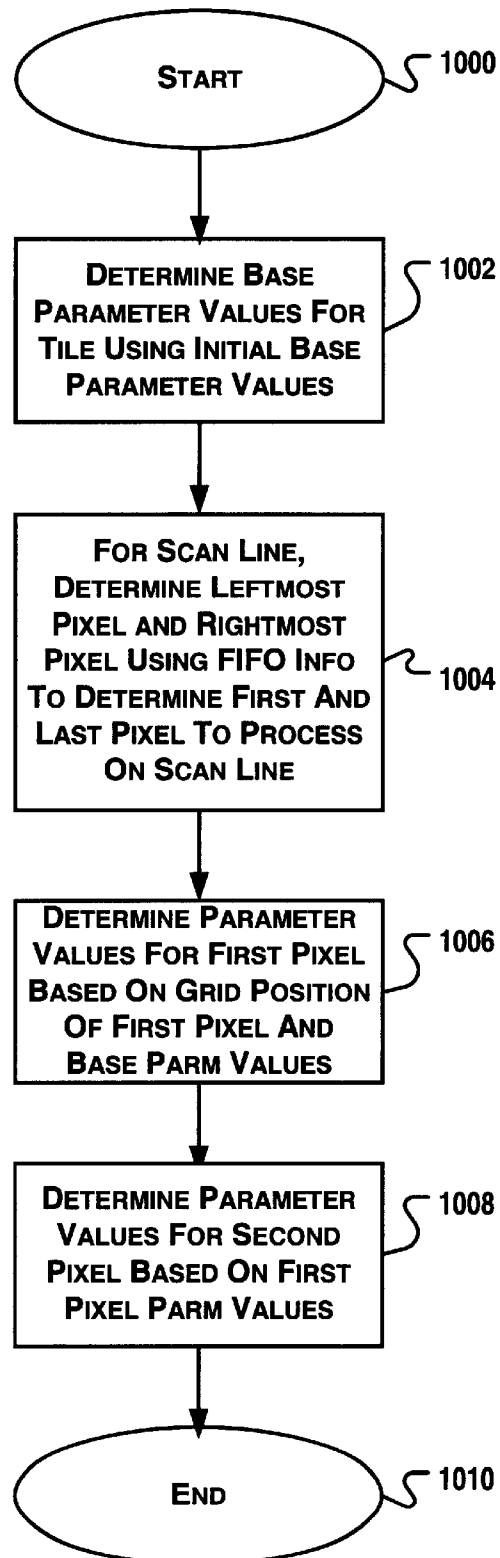 START
1000
DETERMINE BASE
PARAMETER VALUES FOR
TILE USING INITIAL BASE
PARAMETER VALUES
1002
FOR SCAN LINE,
DETERMINE LEFTMOST
PIXEL AND RIGHTMOST
PIXEL USING FIFO INFO
TO DETERMINE FIRST AND
LAST PIXEL TO PROCESS
ON SCAN LINE
1004
DETERMINE PARAMETER
VALUES FOR FIRST PIXEL
BASED ON GRID POSITION
OF FIRST PIXEL AND
BASE PARM VALUES
1006
DETERMINE PARAMETER
VALUES FOR SECOND
PIXEL BASED ON FIRST
PIXEL PARM VALUES
1008
END
1010